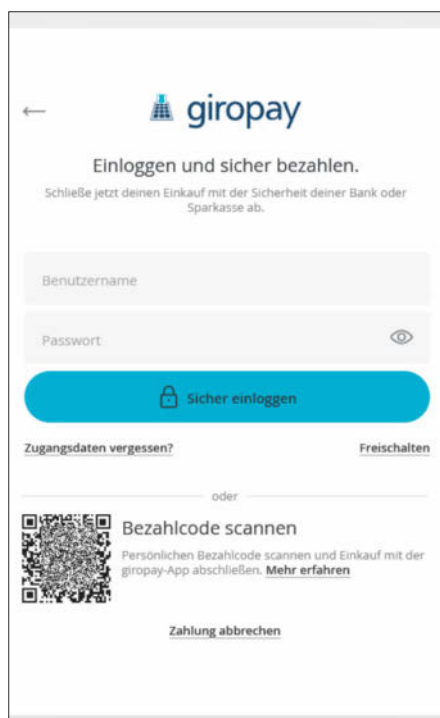 giropay
Einloggen und sicher bezahlen.
Schließe jetzt deinen Einkauf mit der Sicherheit deiner Bank oder
Sparkasse ab.
Benutzername
Passwort
Sicher einloggen
Zugangsdaten vergessen?
Freischalten
oder
Bezahlcode scannen
Persönlichen Bezahlcode scannen und Einkauf mit der
giropay-App abschließen. Mehr erfahren
Zahlung abbrechen